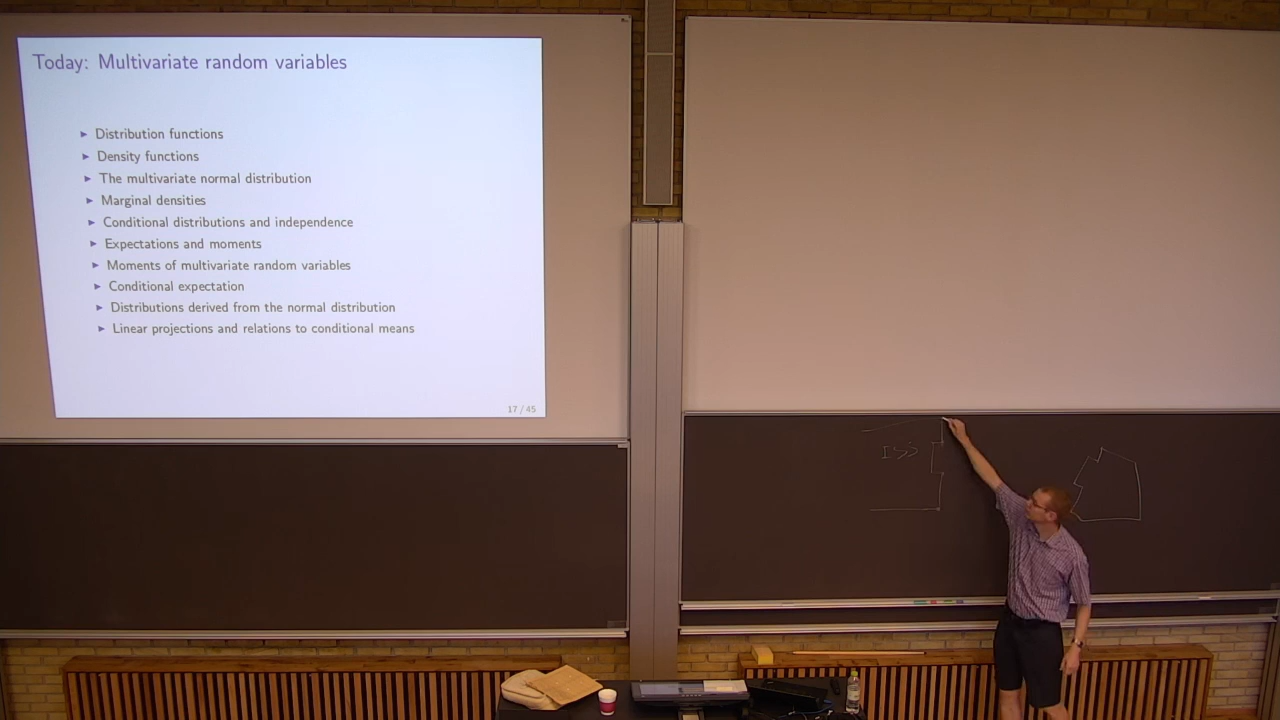 Today: Multivariate random variables
▶ Distribution functions
▶ Density functions
▶ The multivariate normal distribution
▶ Marginal densities
▶ Conditional distributions and independence
▶ Expectations and moments
▶ Moments of multivariate random variables
▶ Conditional expectation
▶ Distributions derived from the normal distribution
▶ Linear projections and relations to conditional means
17 / 45
ISS